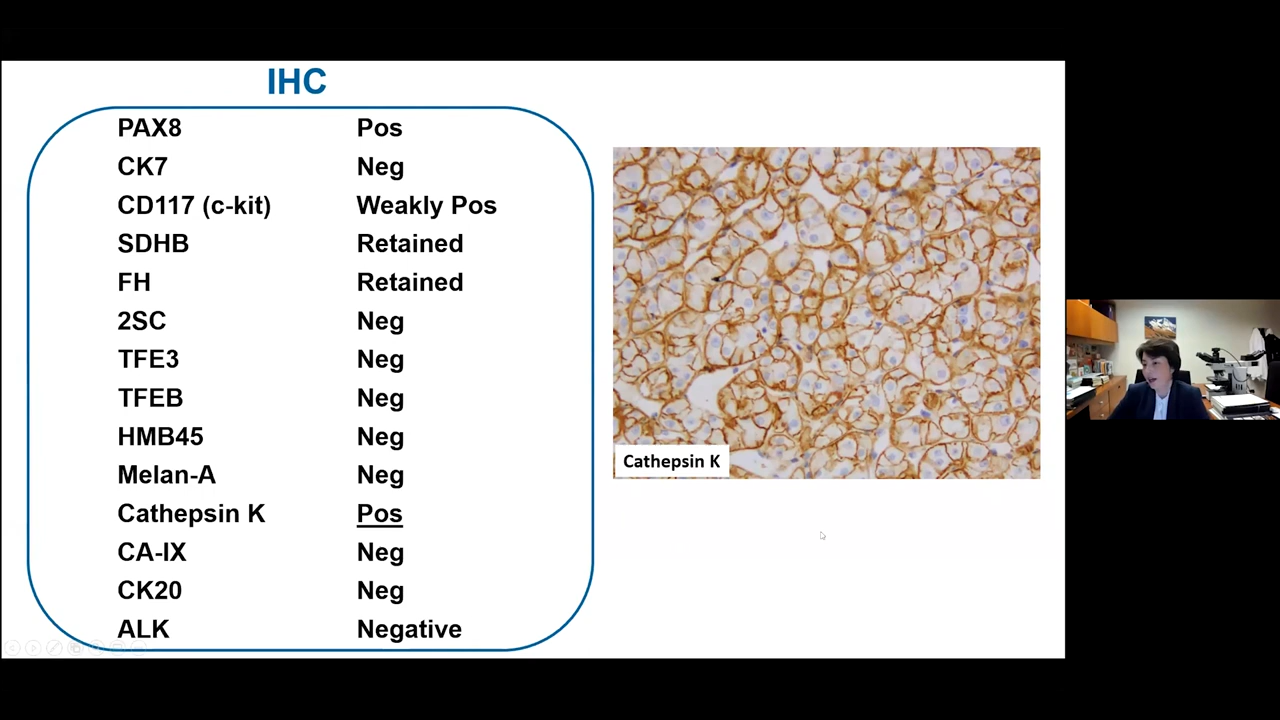 IHC
PAX8 Pos
CK7 Neg
CD117 (c-kit) Weakly Pos
SDHB Retained
FH Retained
2SC Neg
TFE3 Neg
TFEB Neg
HMB45 Neg
Melan-A Neg
Cathepsin K Pos
CA-IX Neg
CK20 Neg
ALK Negative
Cathepsin K